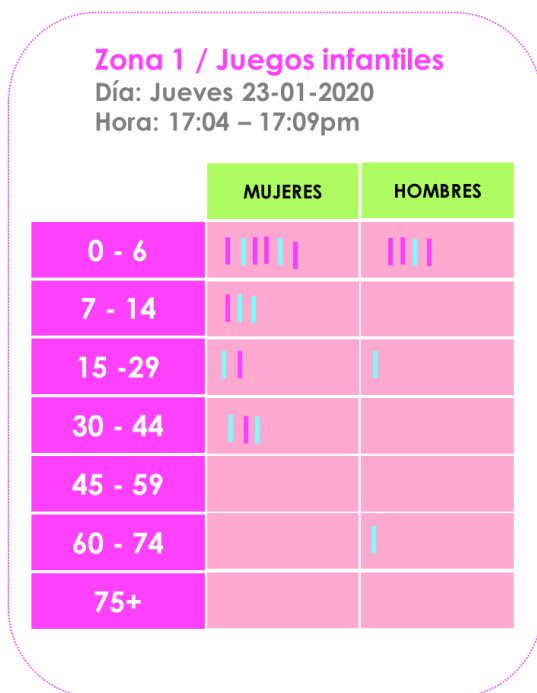 Zona 1 / Juegos infantiles
Día: Jueves 23-01-2020
Hora: 17:04 – 17:09pm
MUJERES HOMBRES
0 - 6
7 - 14
15 -29
30 - 44
45 - 59
60 - 74
75+